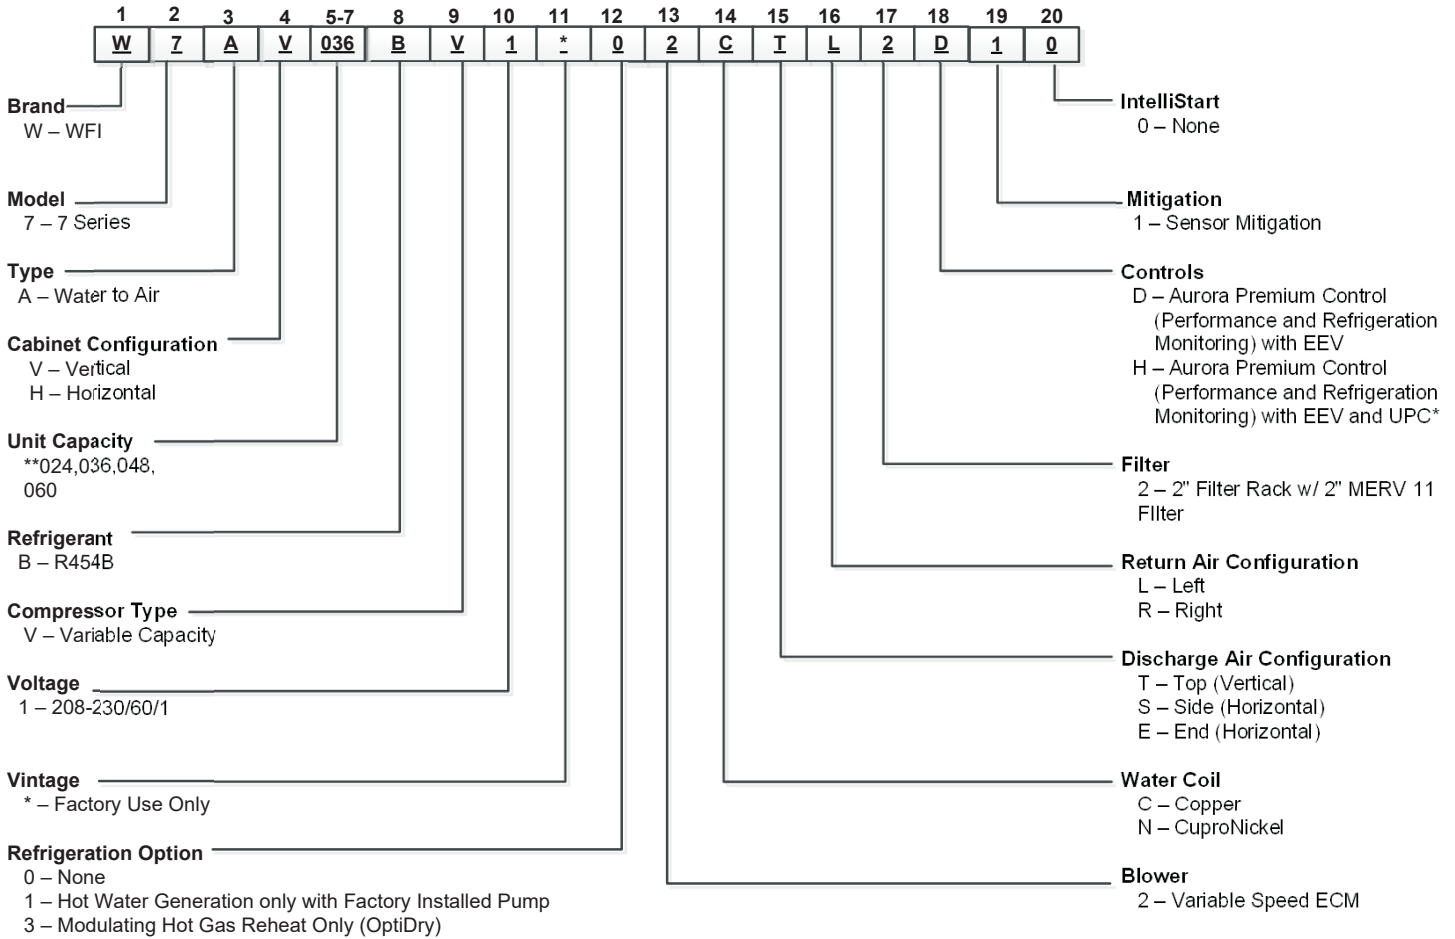 1 2 3 4 5-7 8 9 10 11 12 13 14 15 16 17 18 19 20
W 7 A V 036 B V 1 * 0 2 C T L 2 D 1 0
Brand
W – WFI
Model
7 – 7 Series
Type
A – Water to Air
Cabinet Configuration
V – Vertical
H – Horizontal
Unit Capacity
**024,036,048,
060
Refrigerant
B – R454B
Compressor Type
V – Variable Capacity
Voltage
1 – 208-230/60/1
Vintage
* – Factory Use Only
Refrigeration Option
0 – None
1 – Hot Water Generation only with Factory Installed Pump
3 – Modulating Hot Gas Reheat Only (OptiDry)
IntelliStart
0 – None
Mitigation
1 – Sensor Mitigation
Controls
D – Aurora Premium Control
(Performance and Refrigeration
Monitoring) with EEV
H – Aurora Premium Control
(Performance and Refrigeration
Monitoring) with EEV and UPC*
Filter
2 – 2" Filter Rack w/ 2" MERV 11
FIlter
Return Air Configuration
L – Left
R – Right
Discharge Air Configuration
T – Top (Vertical)
S – Side (Horizontal)
E – End (Horizontal)
Water Coil
C – Copper
N – CuproNickel
Blower
2 – Variable Speed ECM